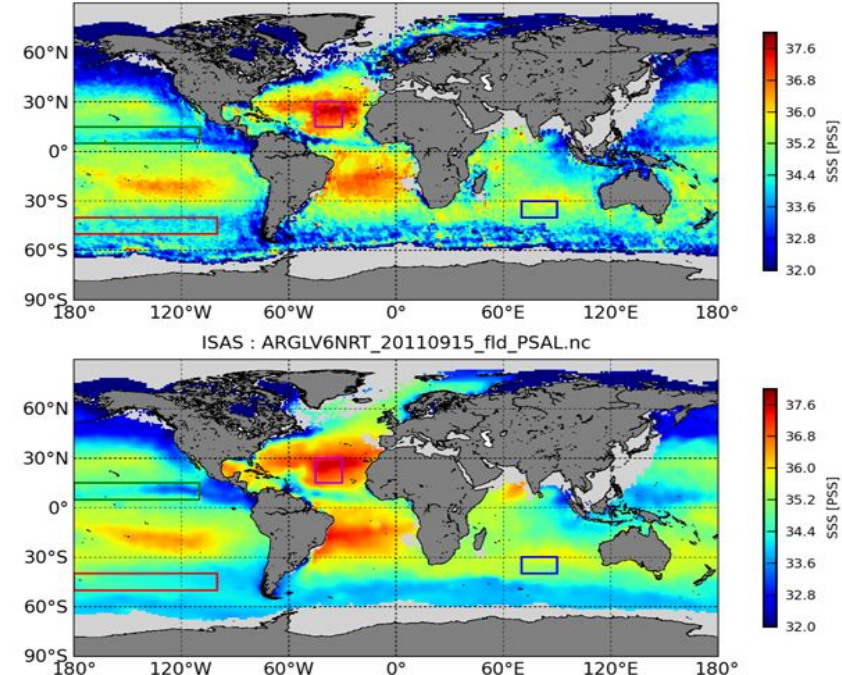 60°N
30°N
0°
30°S
60°S
90°S
180° 120°W 60°W 0° 60°E 120°E 180°
37.6
36.8
36.0
35.2
34.4
33.6
32.8
32.0
SSS [PSS]
ISAS : ARGLV6NRT_20110915_fld_PSAL.nc
60°N
30°N
0°
30°S
60°S
90°S
180° 120°W 60°W 0° 60°E 120°E 180°
37.6
36.8
36.0
35.2
34.4
33.6
32.8
32.0
SSS [PSS]